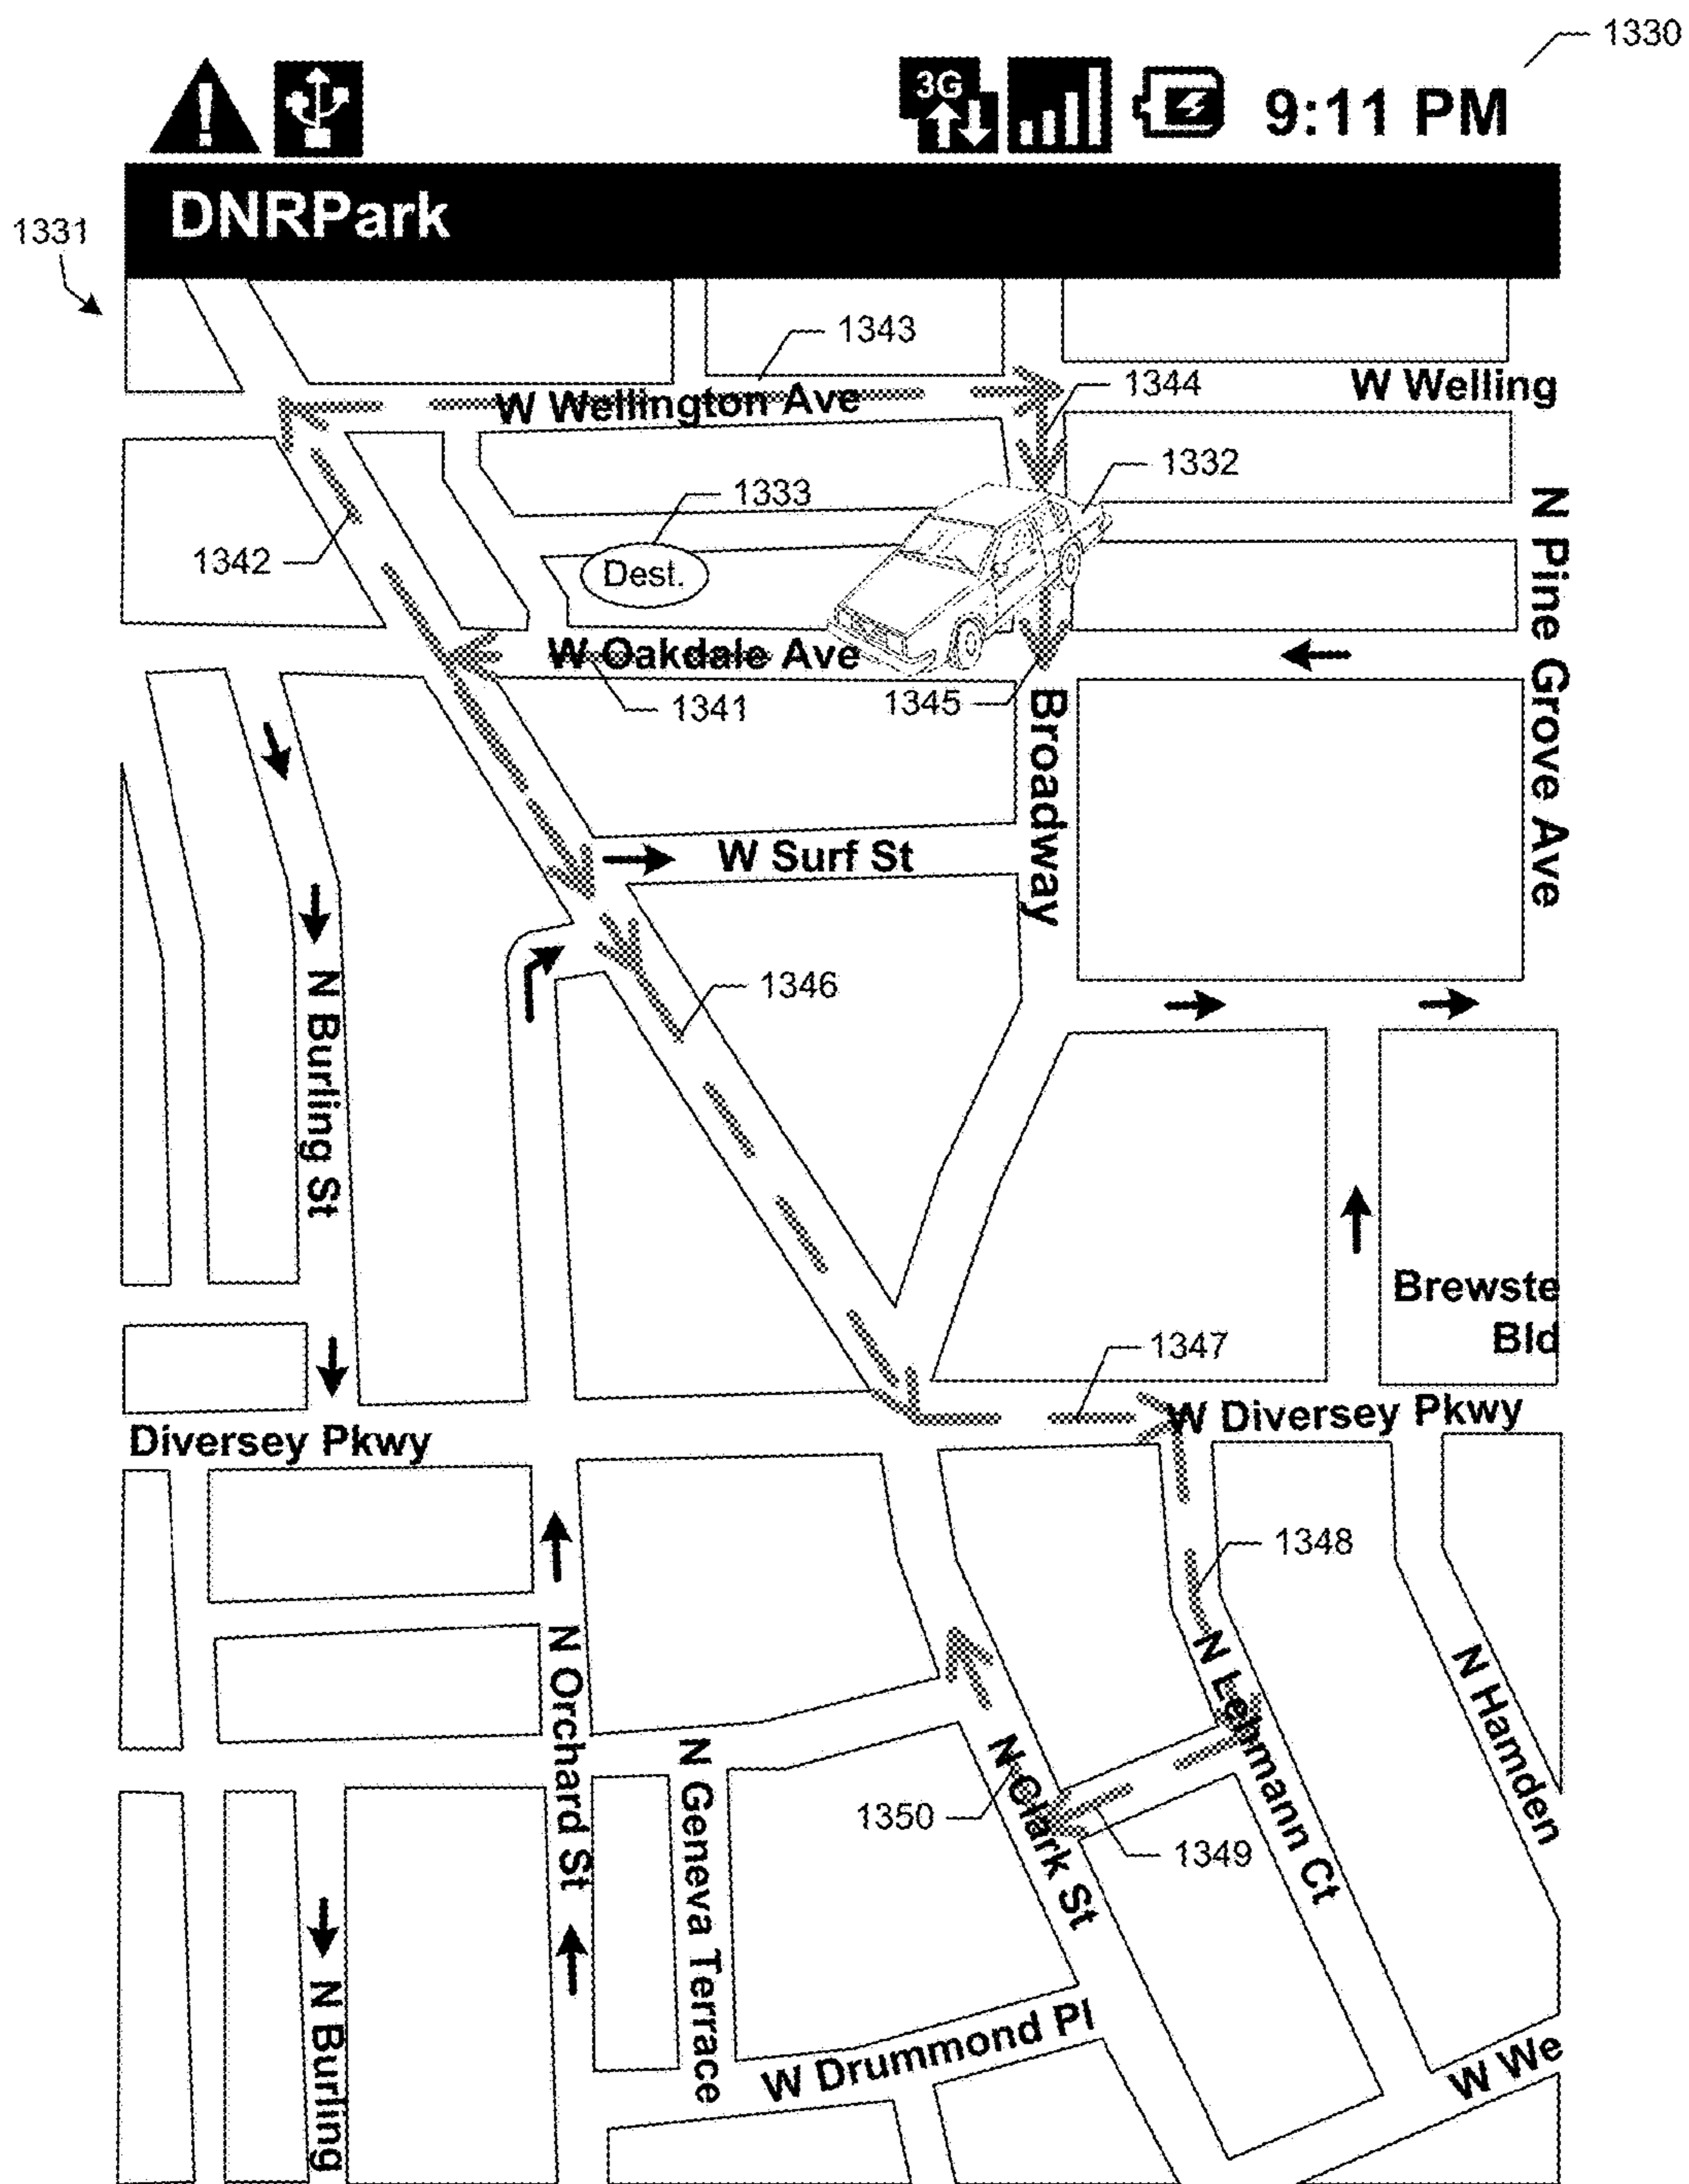 1330
3G
9:11 PM
DNRPark
1331
1343
1344
W Wellington Ave
W Welling
1332
1333
1342
Dest.
N Pine Grove Ave
W Oakdale Ave
1341
1345
Broadway
W Surf St
1346
N Burling St
Brewste
Bld
1347
W Diversey Pkwy
Diversey Pkwy
1348
N Orchard St
N Lehmann Ct
N Hamden
N Geneva Terrace
N Clark St
1350
1349
N Burling
W Drummond Pl
W We